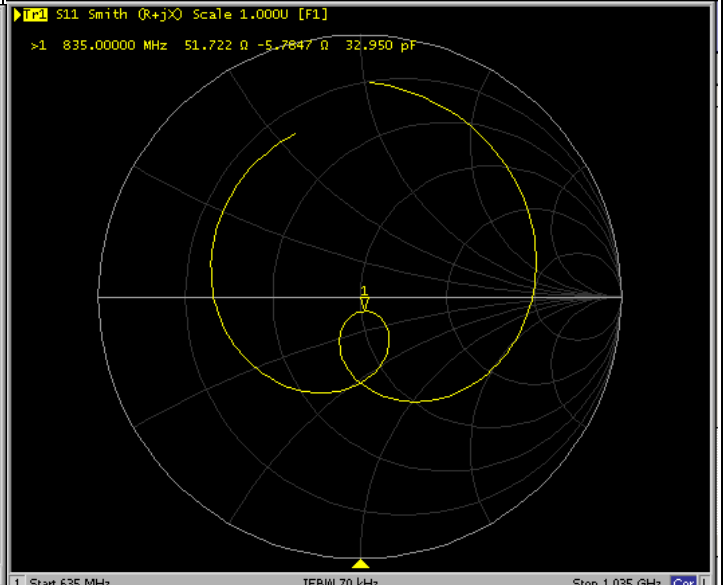 Tr1 S11 Smith (R+jX) Scale 1.000U [F1]
>1 835.00000 MHz 51.722 Ω -5.7847 Ω 32.950 pF
1
1 Start 635 MHz IFBW 70 kHz Stop 1.035 GHz Cor